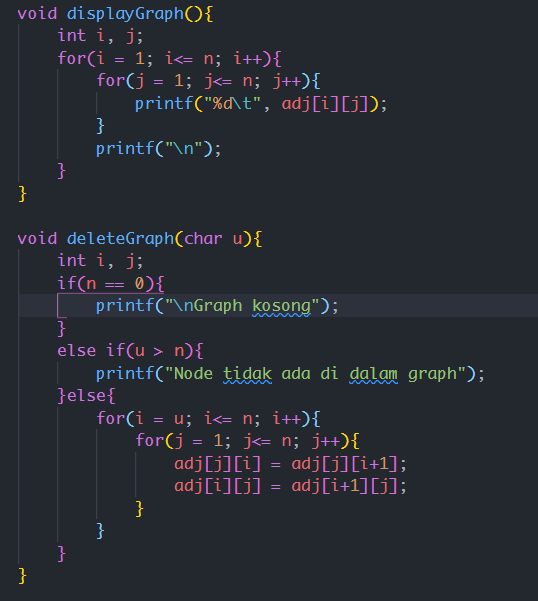 void displayGraph(){
    int i, j;
    for(i = 1; i<= n; i++){
        for(j = 1; j<= n; j++){
            printf("%d\t", adj[i][j]);
        }
        printf("\n");
    }
}

void deleteGraph(char u){
    int i, j;
    if(n == 0){
        printf("\nGraph kosong");
    }
    else if(u > n){
        printf("Node tidak ada di dalam graph");
    }else{
        for(i = u; i<= n; i++){
            for(j = 1; j<= n; j++){
                adj[j][i] = adj[j][i+1];
                adj[i][j] = adj[i+1][j];
            }
        }
    }
}